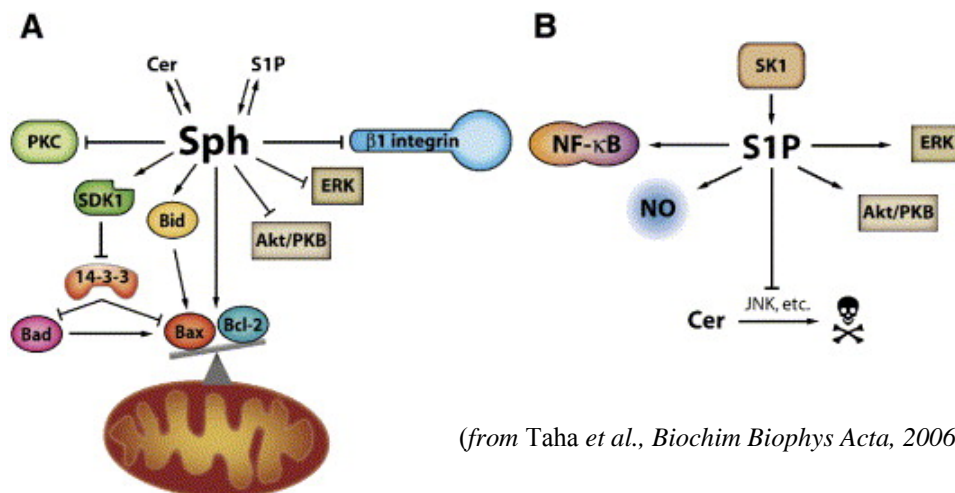 A
B
Cer
S1P
SK1
PKC
Sph
β1 integrin
NF-κB
S1P
ERK
SDK1
Bid
ERK
NO
Akt/PKB
Akt/PKB
14-3-3
Bad
Bax
Bcl-2
Cer
JNK, etc.
(from Taha et al., Biochim Biophys Acta, 2006